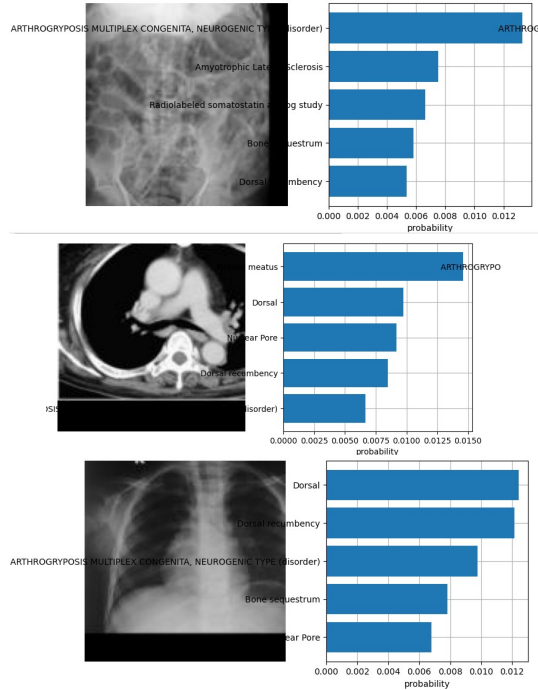 ARTHROGRYPOSIS MULTIPLEX CONGENITA, NEUROGENIC TYPE (disorder)
ARTHROG
Amyotrophic Lateral Sclerosis
Radiolabeled somatostatin analog study
Bone sequestrum
Dorsal recumbency
0.000 0.002 0.004 0.006 0.008 0.010 0.012
probability
meatus
ARTHROGRYPO
Dorsal
Nuclear Pore
Dorsal recumbency
OSIS
disorder)
0.0000 0.0025 0.0050 0.0075 0.0100 0.0125 0.0150
probability
Dorsal
Dorsal recumbency
ARTHROGRYPOSIS MULTIPLEX CONGENITA, NEUROGENIC TYPE (disorder)
Bone sequestrum
ear Pore
0.000 0.002 0.004 0.006 0.008 0.010 0.012
probability